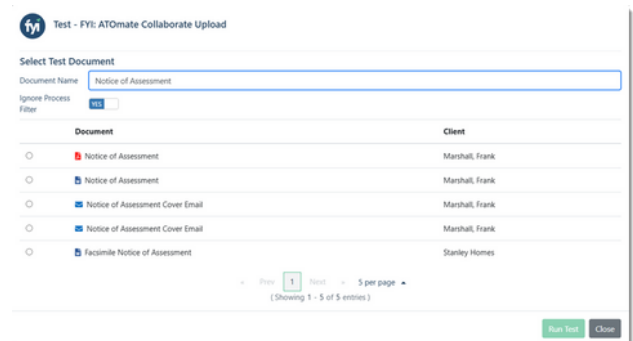 fyi Test - FYI: ATOmate Collaborate Upload
Select Test Document
Document Name Notice of Assessment
Ignore Process
Filter YES
Document Client
Notice of Assessment Marshall, Frank
Notice of Assessment Marshall, Frank
Notice of Assessment Cover Email Marshall, Frank
Notice of Assessment Cover Email Marshall, Frank
Facsimile Notice of Assessment Stanley Homes
« Prev 1 Next » 5 per page
( Showing 1 - 5 of 5 entries )
Run Test Close